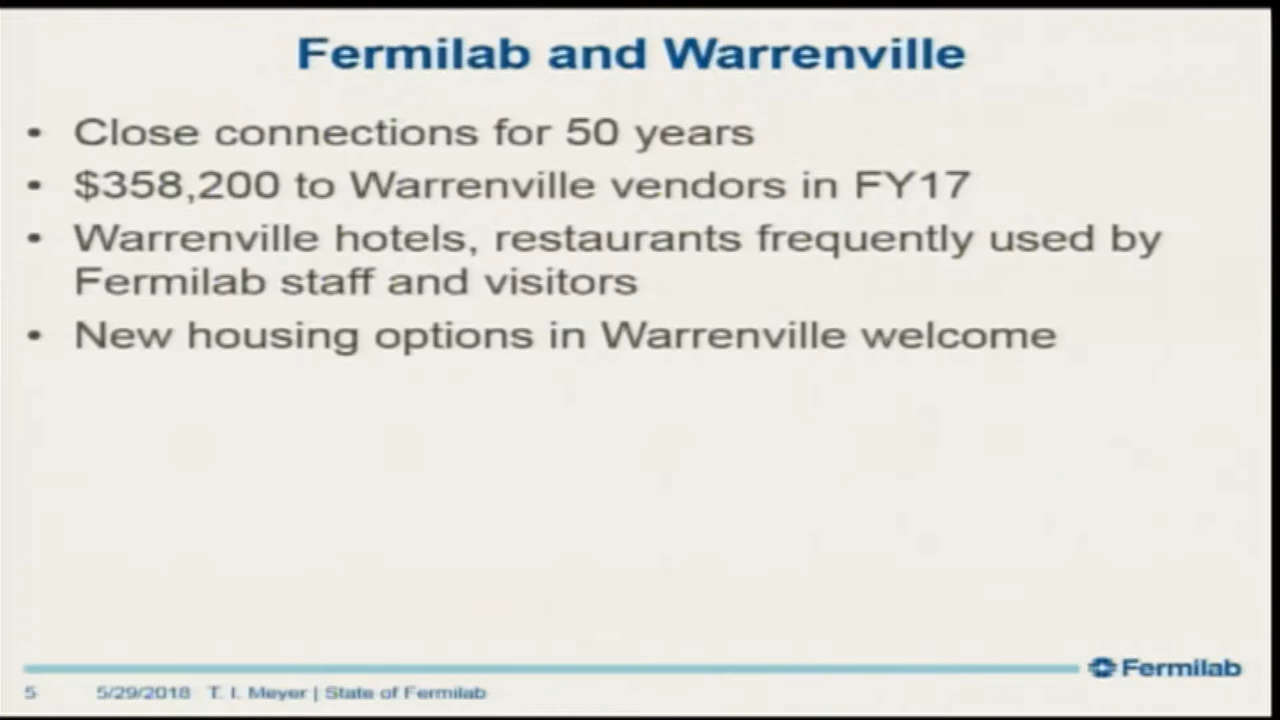 Fermilab and Warrenville
• Close connections for 50 years
• $358,200 to Warrenville vendors in FY17
• Warrenville hotels, restaurants frequently used by
Fermilab staff and visitors
• New housing options in Warrenville welcome
Fermilab
5 5/29/2018 T. I. Meyer | State of Fermilab